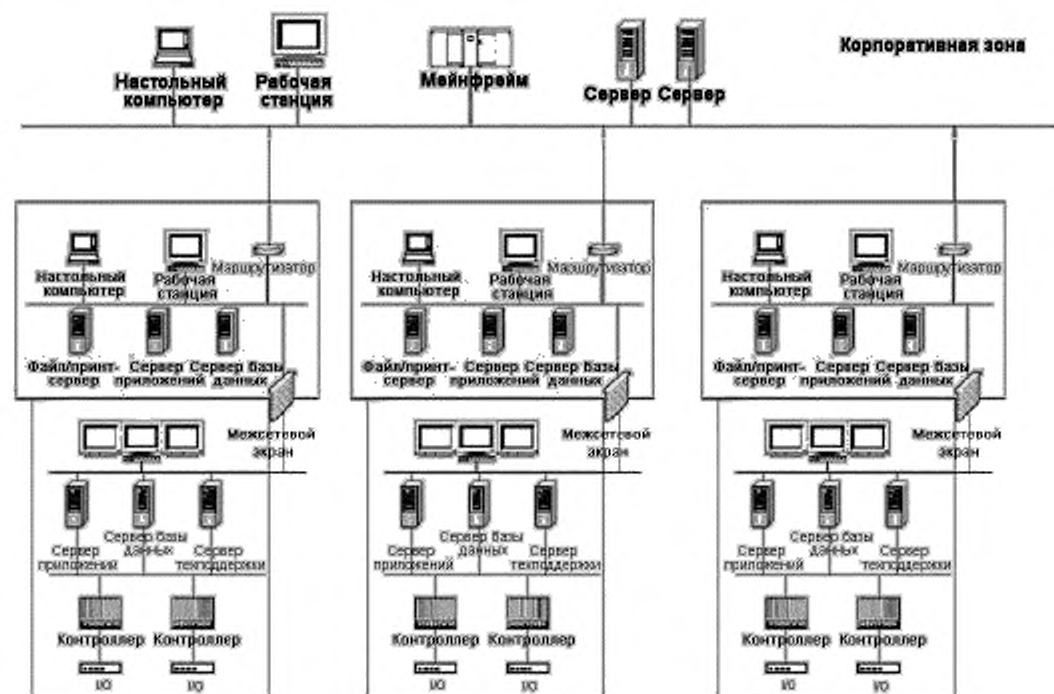 Корпоративная зона
Настольный
компьютер
Рабочая
станция
Мейнфрейм
Сервер
Сервер
Настольный
компьютер
Рабочая
станция
Маршрутизатор
Файл/принт-
сервер
Сервер
приложений
Сервер базы
данных
Межсетевой
экран
Сервер
приложений
Сервер базы
данных
Сервер
техподдержки
Контроллер
Контроллер
I/O
I/O
Настольный
компьютер
Рабочая
станция
Маршрутизатор
Файл/принт-
сервер
Сервер
приложений
Сервер базы
данных
Межсетевой
экран
Сервер
приложений
Сервер базы
данных
Сервер
техподдержки
Контроллер
Контроллер
I/O
I/O
Настольный
компьютер
Рабочая
станция
Маршрутизатор
Файл/принт-
сервер
Сервер
приложений
Сервер базы
данных
Межсетевой
экран
Сервер
приложений
Сервер базы
данных
Сервер
техподдержки
Контроллер
Контроллер
I/O
I/O